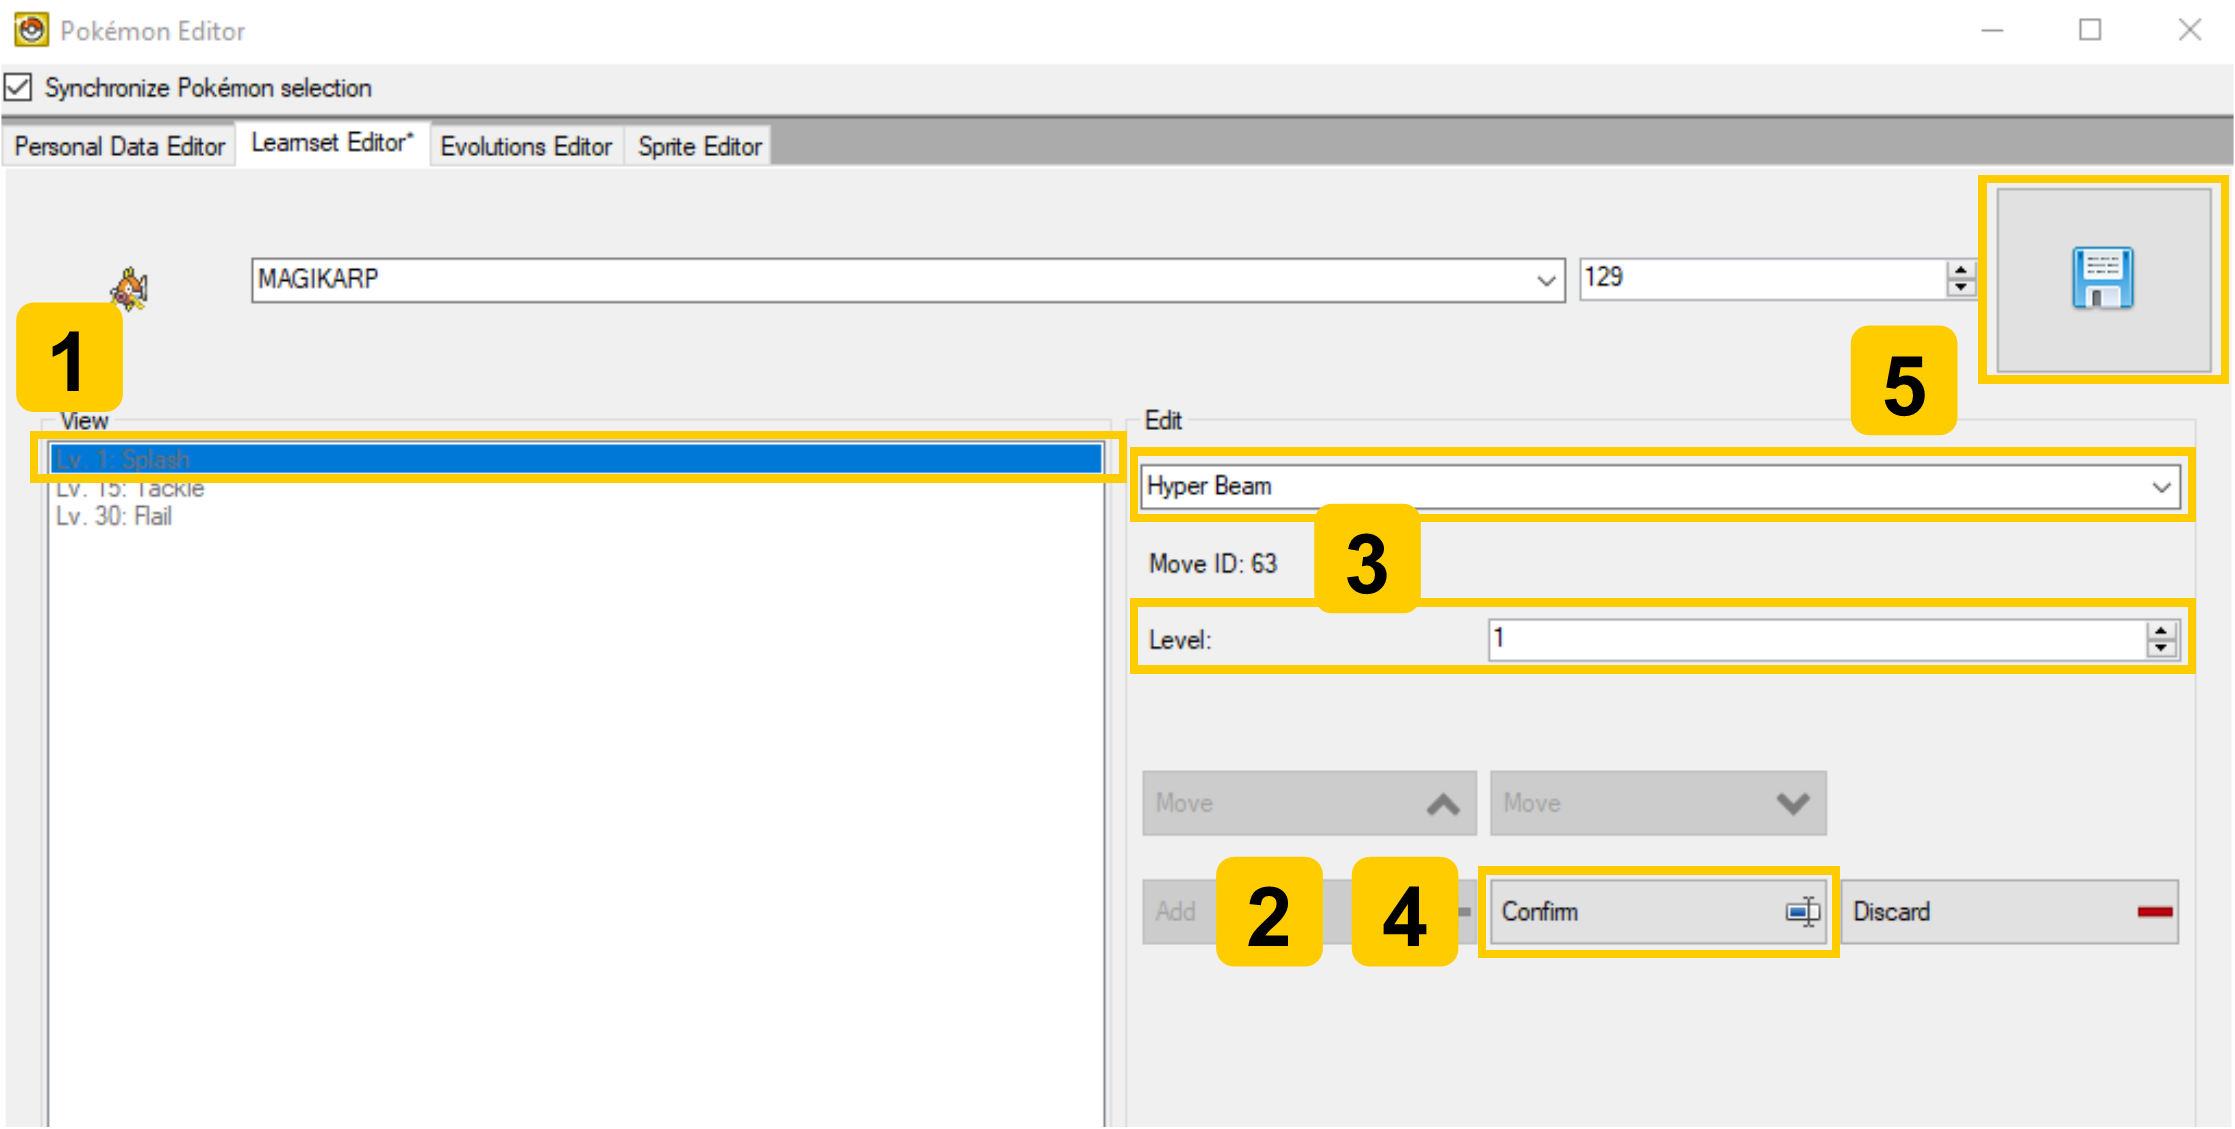 Pokémon Editor
Synchronize Pokémon selection
Personal Data Editor
Learnset Editor*
Evolutions Editor
Sprite Editor
MAGIKARP
129
1
5
View
Edit
Lv. 1: Splash
Lv. 15: Tackle
Lv. 30: Flail
Hyper Beam
Move ID: 63
3
Level:
1
Move
Move
Add
2
4
Confirm
Discard